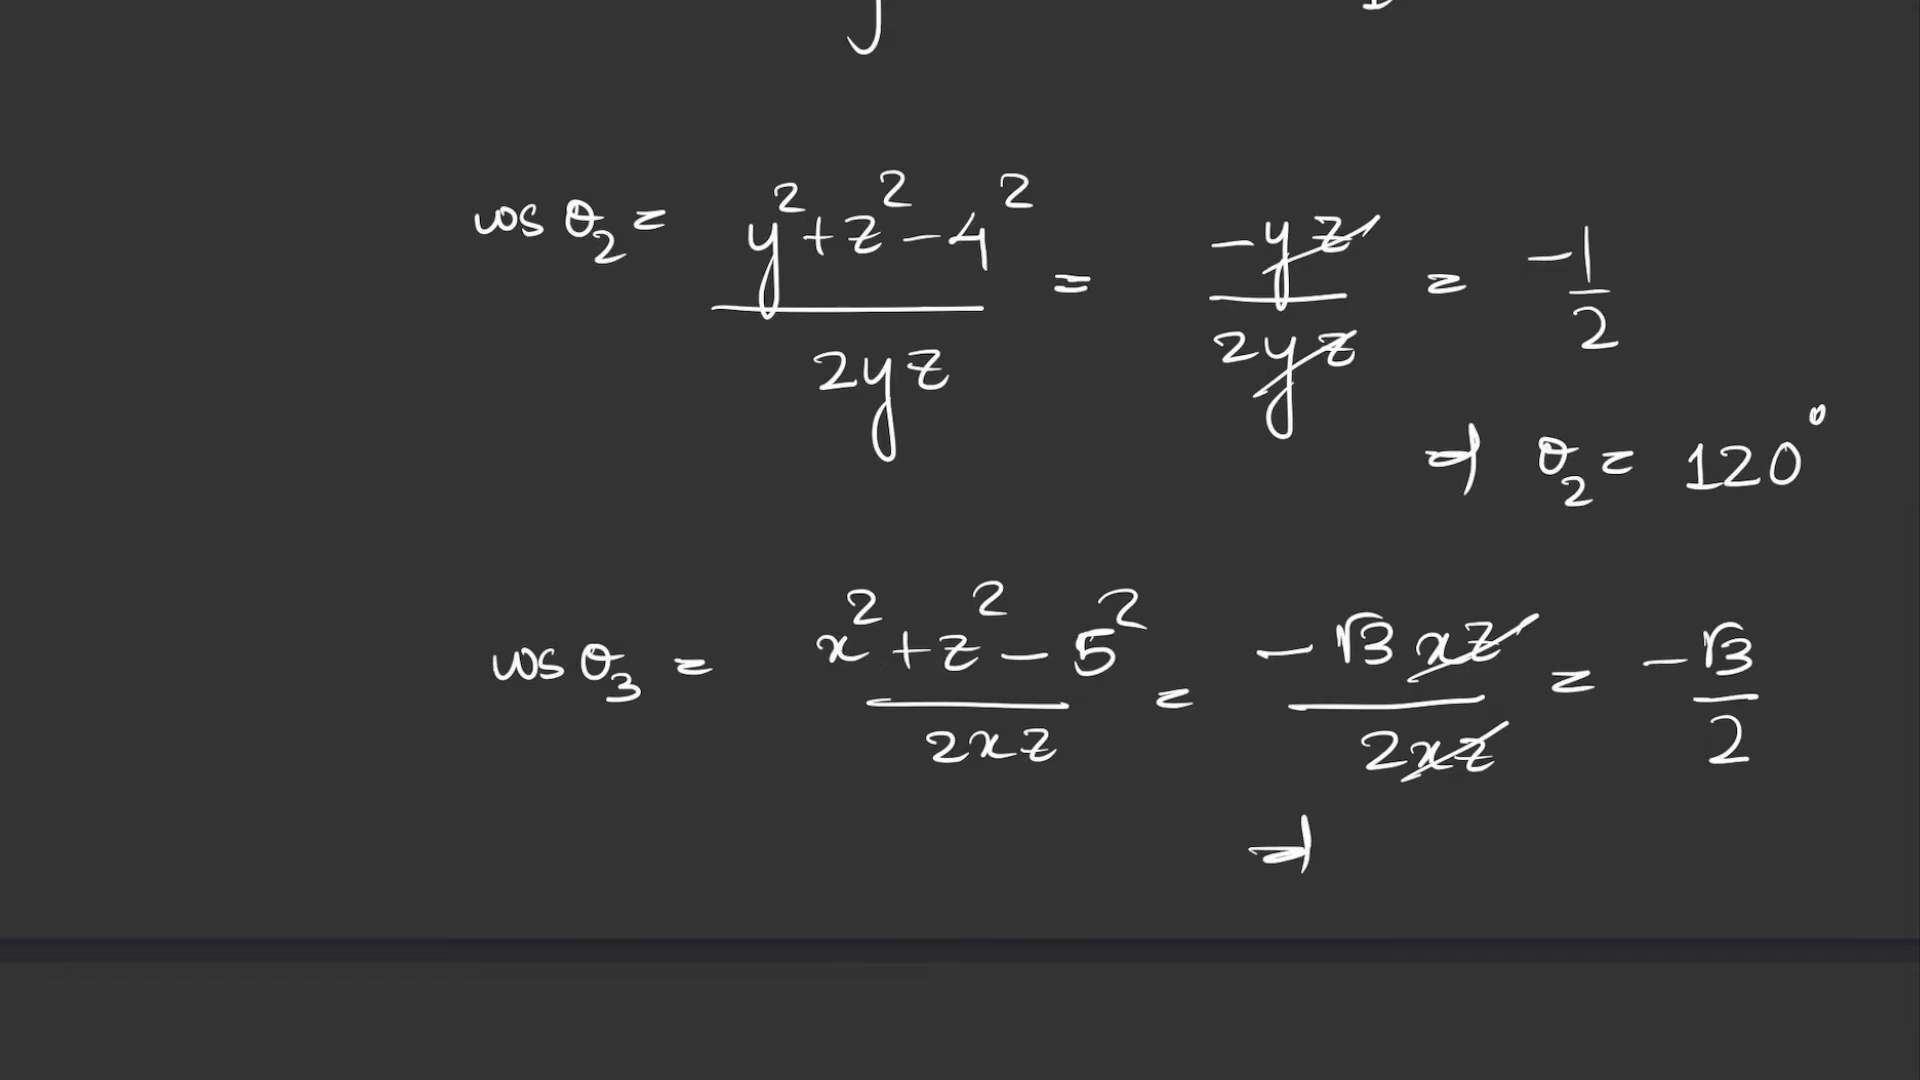 cos θ₂ = (y² + z² - 4²) / 2yz = -yz / 2yz = -1/2
⇒ θ₂ = 120°
cos θ₃ = (x² + z² - 5²) / 2xz = -√3 xz / 2xz = -√3 / 2
⇒